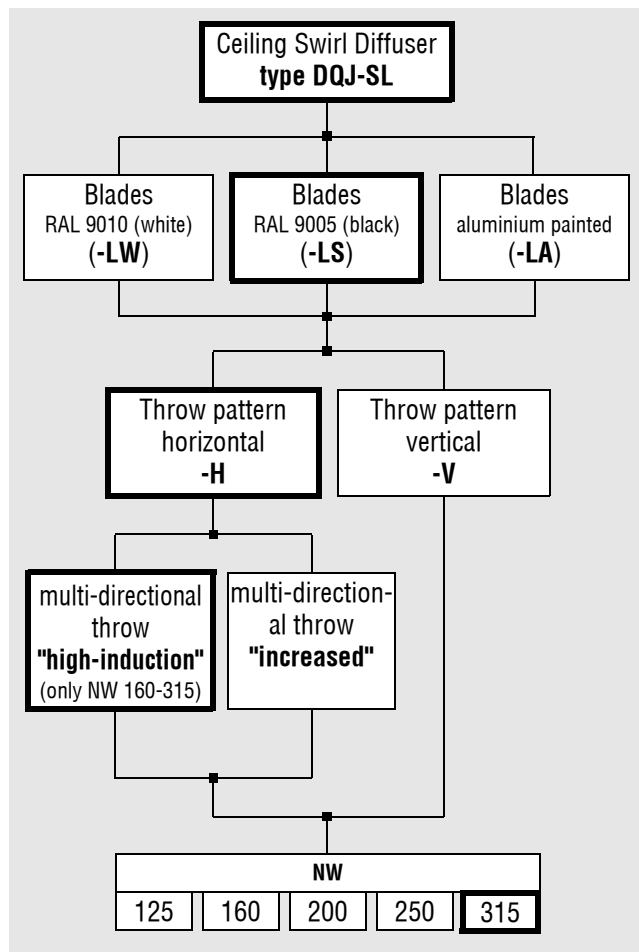 Ceiling Swirl Diffuser
type DQJ-SL
Blades
RAL 9010 (white)
(-LW)
Blades
RAL 9005 (black)
(-LS)
Blades
aluminium painted
(-LA)
Throw pattern
horizontal
-H
Throw pattern
vertical
-V
multi-directional
throw
"high-induction"
(only NW 160-315)
multi-direction-
al throw
"increased"
NW
125
160
200
250
315